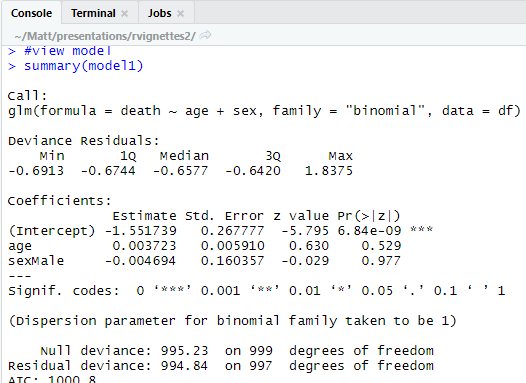 Console Terminal × Jobs ×
~/Matt/presentations/rvignettes2/
> #view model
> summary(model1)
Call:
glm(formula = death ~ age + sex, family = "binomial", data = df)
Deviance Residuals:
    Min      1Q  Median      3Q     Max
-0.6913 -0.6744 -0.6577 -0.6420  1.8375
Coefficients:
             Estimate Std. Error z value Pr(>|z|)
(Intercept) -1.551739   0.267777  -5.795 6.84e-09 ***
age          0.003723   0.005910   0.630    0.529
sexMale     -0.004694   0.160357  -0.029    0.977
---
Signif. codes:  0 ‘***’ 0.001 ‘**’ 0.01 ‘*’ 0.05 ‘.’ 0.1 ‘ ’ 1
(Dispersion parameter for binomial family taken to be 1)
    Null deviance: 995.23  on 999  degrees of freedom
Residual deviance: 994.84  on 997  degrees of freedom
AIC: 1000.8